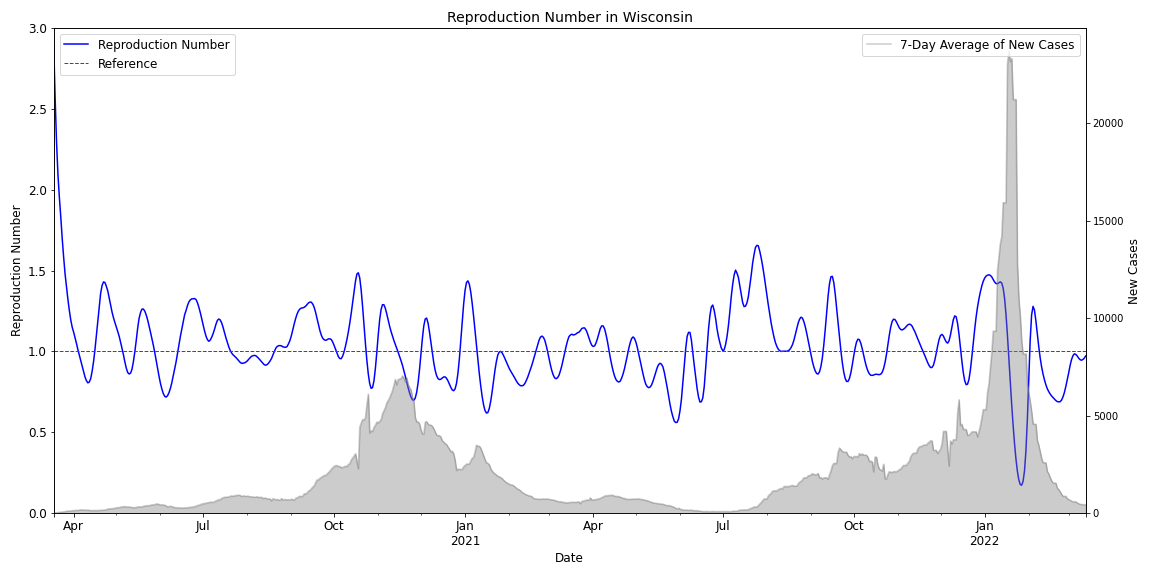 Reproduction Number in Wisconsin
Reproduction Number
Reference
7-Day Average of New Cases
3.0
2.5
2.0
1.5
1.0
0.5
0.0
Reproduction Number
20000
15000
10000
5000
0
New Cases
Apr
Jul
Oct
Jan
2021
Apr
Jul
Oct
Jan
2022
Date